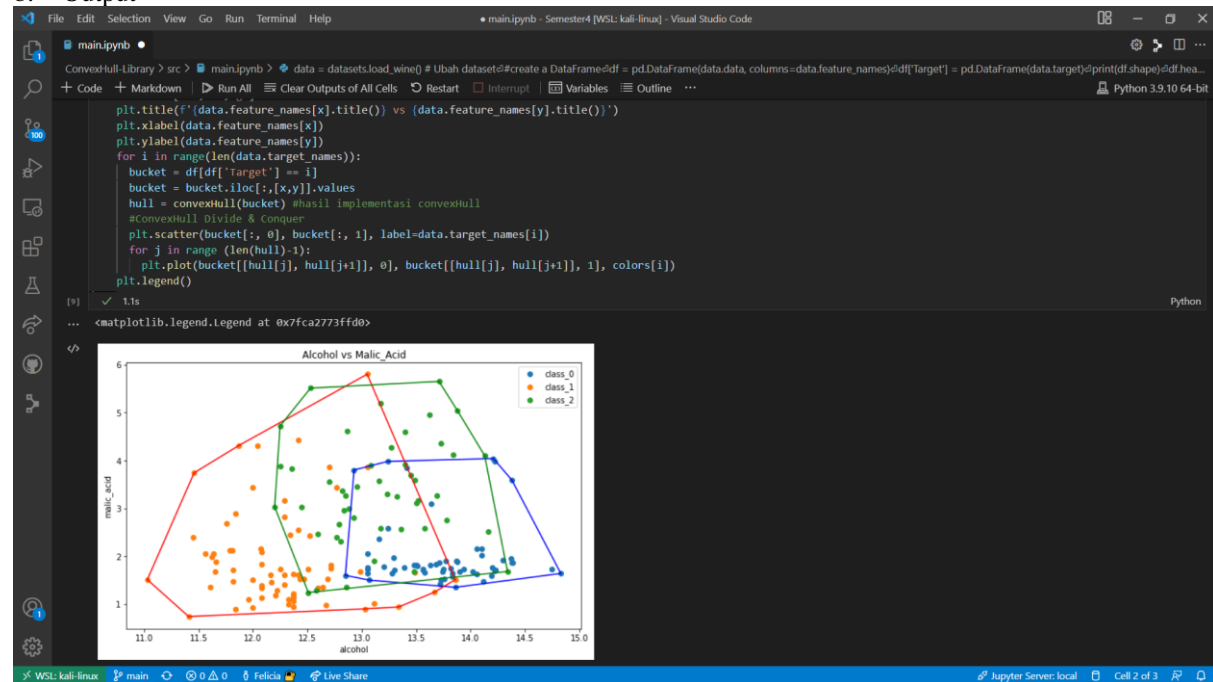 File Edit Selection View Go Run Terminal Help
● main.ipynb - Semester4 [WSL: kali-linux] - Visual Studio Code
main.ipynb ●
ConvexHull-Library > src > main.ipynb > data = datasets.load_wine() # Ubah dataset⏎#create a DataFrame⏎df = pd.DataFrame(data.data, columns=data.feature_names)⏎df['Target'] = pd.DataFrame(data.target)⏎print(df.shape)⏎df.hea...
+ Code + Markdown Run All Clear Outputs of All Cells Restart Interrupt Variables Outline ...
Python 3.9.10 64-bit
plt.title(f'{data.feature_names[x].title()} vs {data.feature_names[y].title()}')
plt.xlabel(data.feature_names[x])
plt.ylabel(data.feature_names[y])
for i in range(len(data.target_names)):
bucket = df[df['Target'] == i]
bucket = bucket.iloc[:,[x,y]].values
hull = convexHull(bucket) #hasil implementasi convexHull
#ConvexHull Divide & Conquer
plt.scatter(bucket[:, 0], bucket[:, 1], label=data.target_names[i])
for j in range (len(hull)-1):
plt.plot(bucket[[hull[j], hull[j+1]], 0], bucket[[hull[j], hull[j+1]], 1], colors[i])
plt.legend()
[9] ✓ 1.1s
Python
... <matplotlib.legend.Legend at 0x7fca2773ffd0>
Alcohol vs Malic_Acid
class_0
class_1
class_2
6
5
4
3
2
1
malic_acid
11.0 11.5 12.0 12.5 13.0 13.5 14.0 14.5 15.0
alcohol
1
100
1
WSL: kali-linux main 0 0 0 Felicia Live Share
Jupyter Server: local Cell 2 of 3